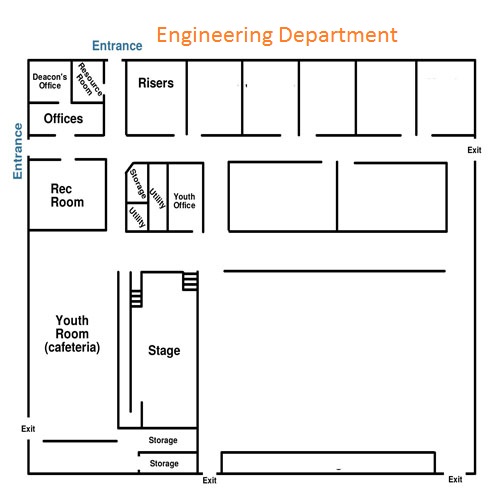 Engineering Department
Entrance
Deacon's
Office
Resource
Room
Risers
Offices
Entrance
Exit
Rec
Room
Storage
Utility
Utility
Youth
Office
Youth
Room
(cafeteria)
Stage
Exit
Storage
Storage
Exit
Exit